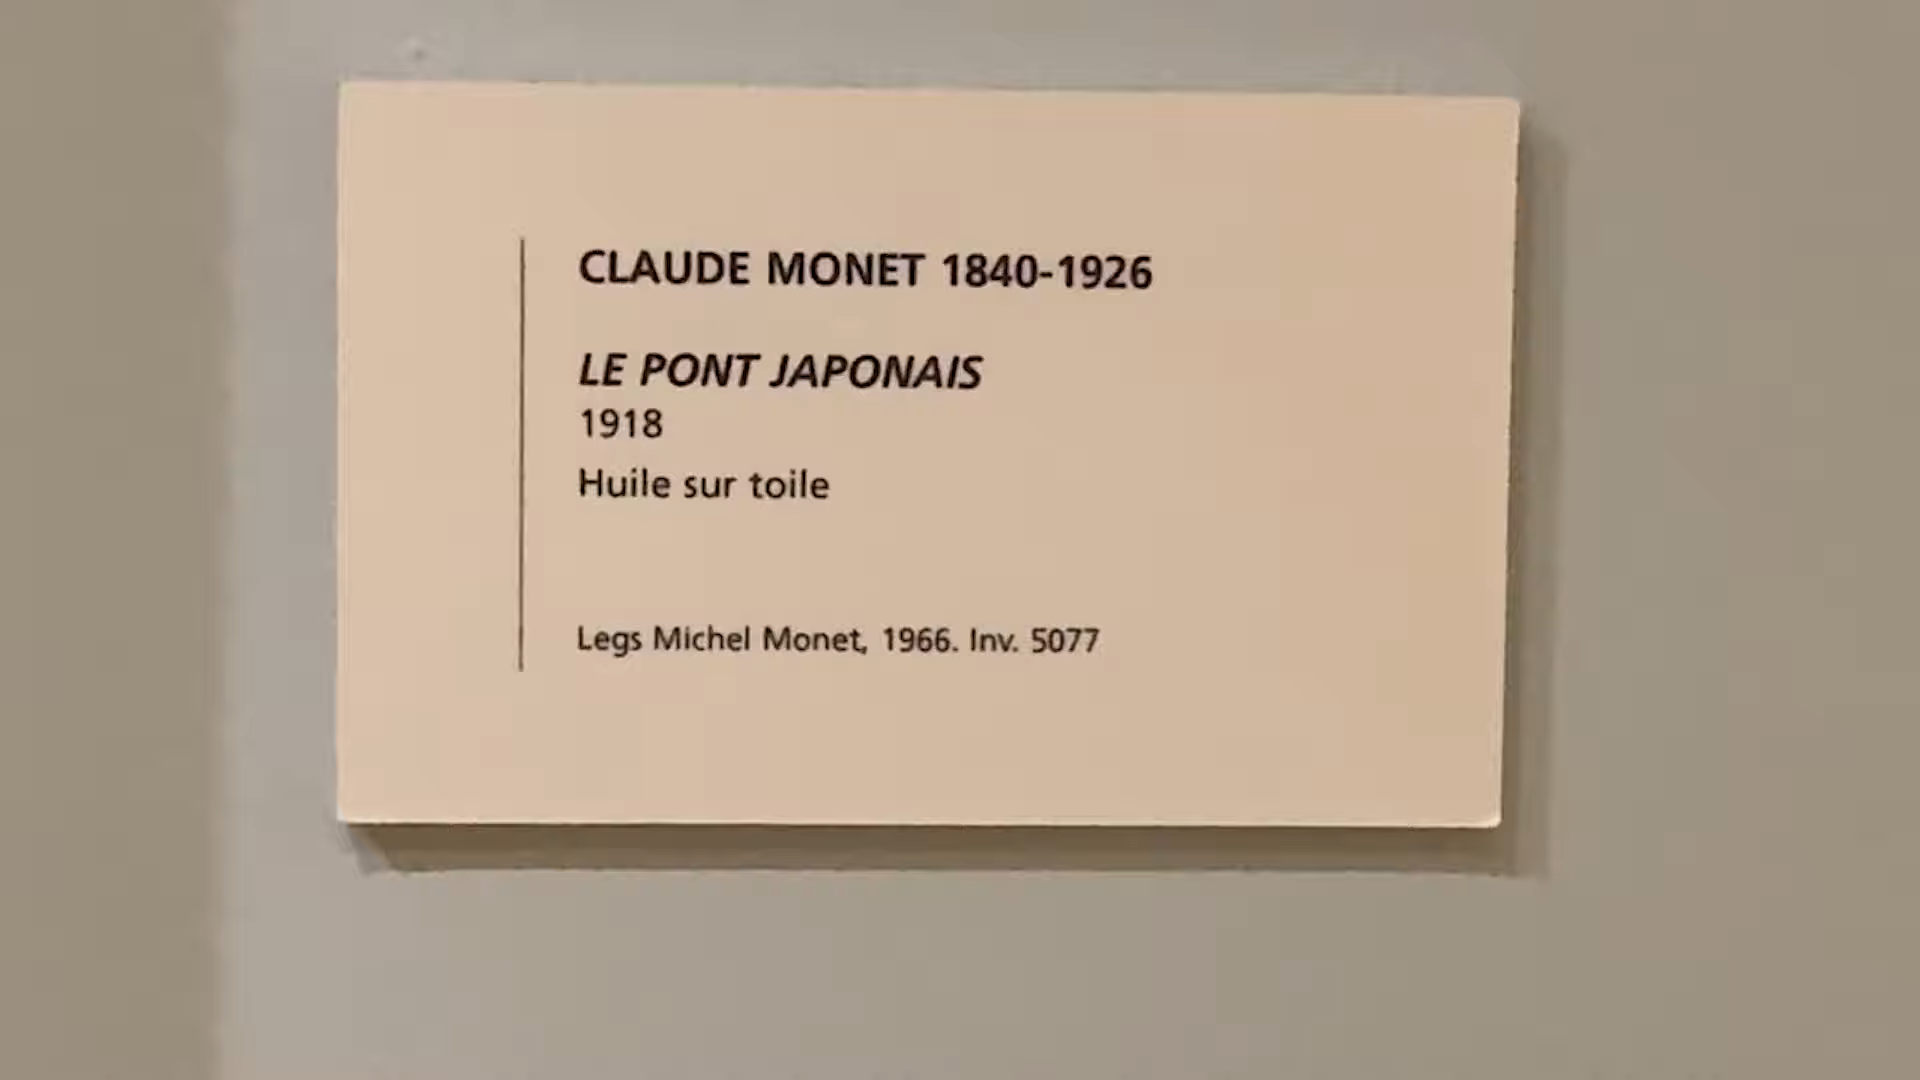 CLAUDE MONET 1840-1926
LE PONT JAPONAIS
1918
Huile sur toile
Legs Michel Monet, 1966. Inv. 5077